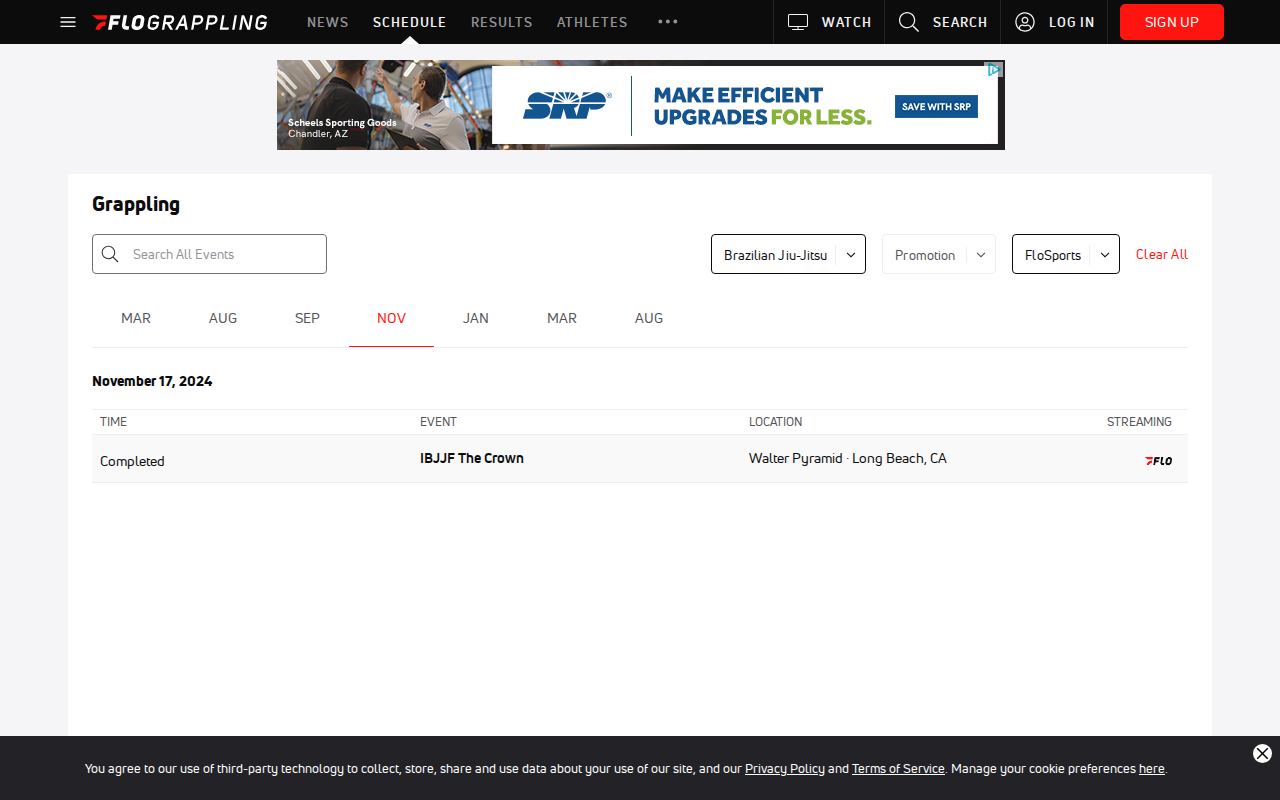 FLOGRAPPLING
NEWS
SCHEDULE
RESULTS
ATHLETES
WATCH
SEARCH
LOG IN
SIGN UP
Scheels Sporting Goods
Chandler, AZ
SRP
MAKE EFFICIENT
UPGRADES FOR LESS.
SAVE WITH SRP
Grappling
Search All Events
Brazilian Jiu-Jitsu
Promotion
FloSports
Clear All
MAR AUG SEP NOV JAN MAR AUG
November 17, 2024
TIME EVENT LOCATION STREAMING
Completed IBJJF The Crown Walter Pyramid · Long Beach, CA FLO
You agree to our use of third-party technology to collect, store, share and use data about your use of our site, and our Privacy Policy and Terms of Service. Manage your cookie preferences here.